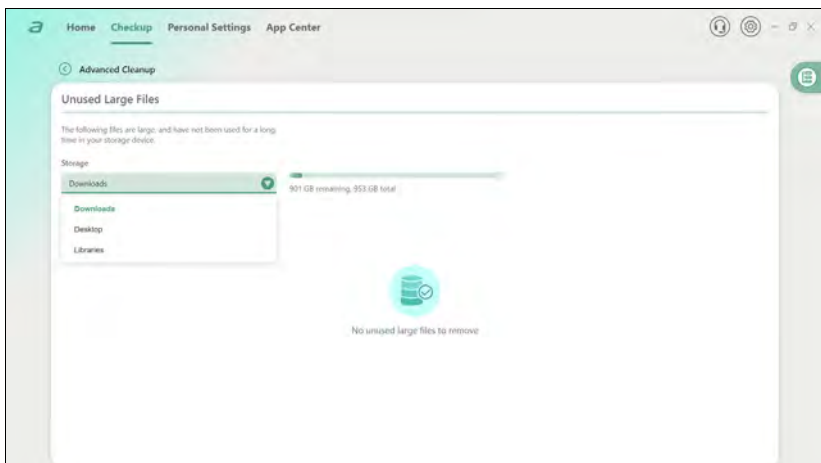 Home Checkup Personal Settings App Center
Advanced Cleanup
Unused Large Files
The following files are large, and have not been used for a long
time in your storage device.
Storage
Downloads
901 GB remaining, 953 GB total
Downloads
Desktop
Libraries
No unused large files to remove